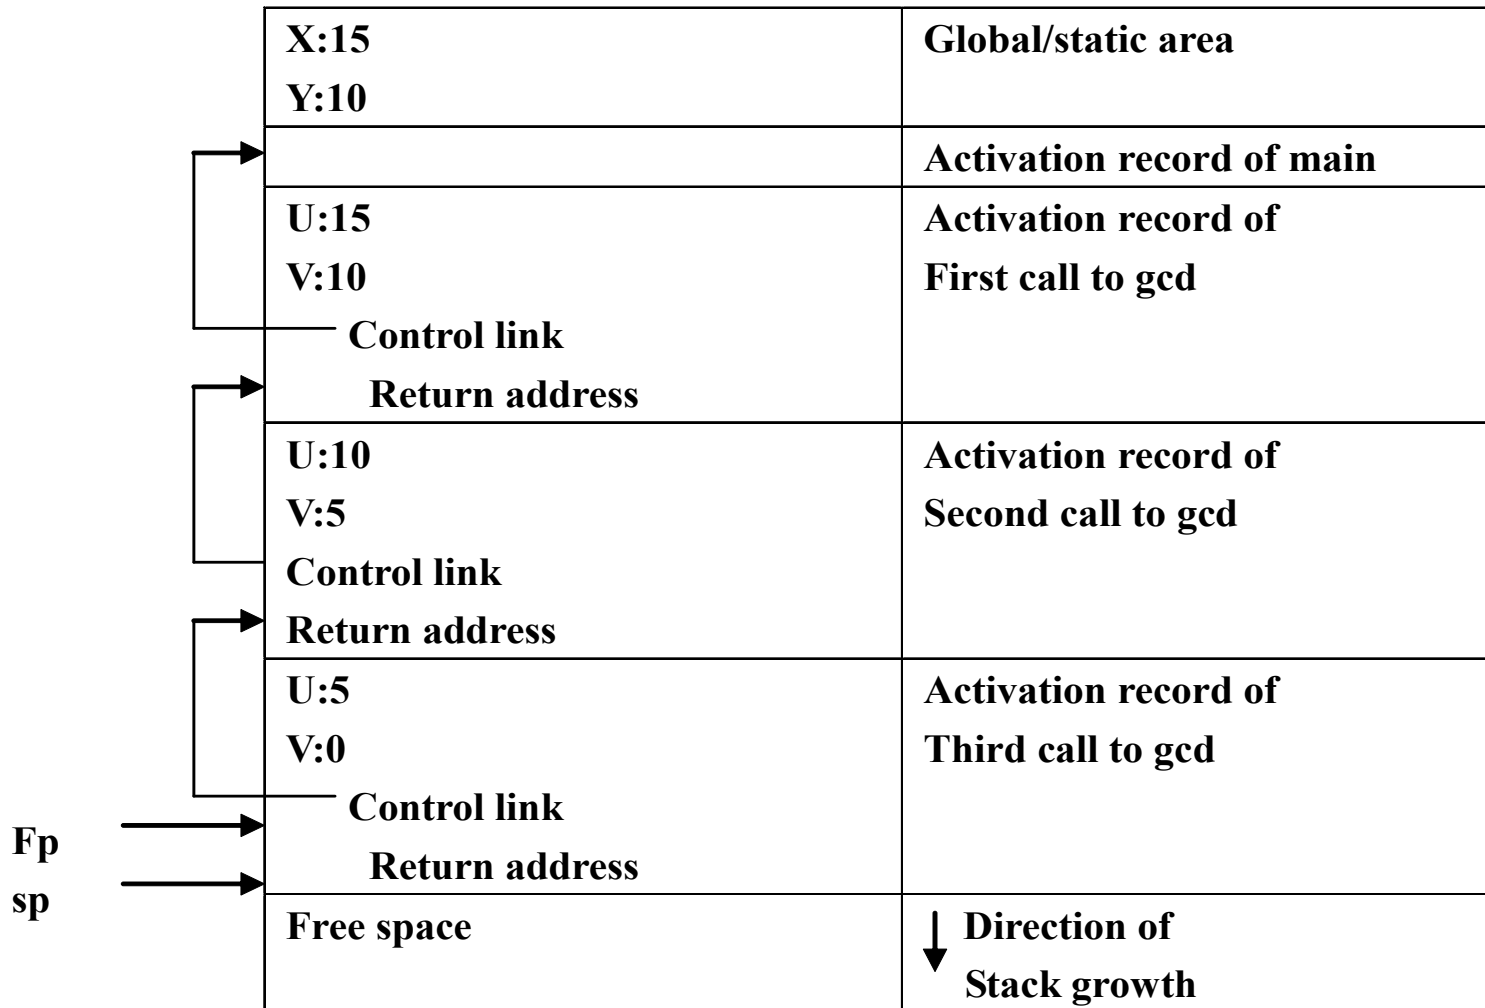 X:15
Global/static area
Y:10
Activation record of main
U:15
Activation record of
V:10
First call to gcd
Control link
Return address
U:10
Activation record of
V:5
Second call to gcd
Control link
Return address
U:5
Activation record of
V:0
Third call to gcd
Control link
Fp
Return address
sp
Free space
Direction of
Stack growth